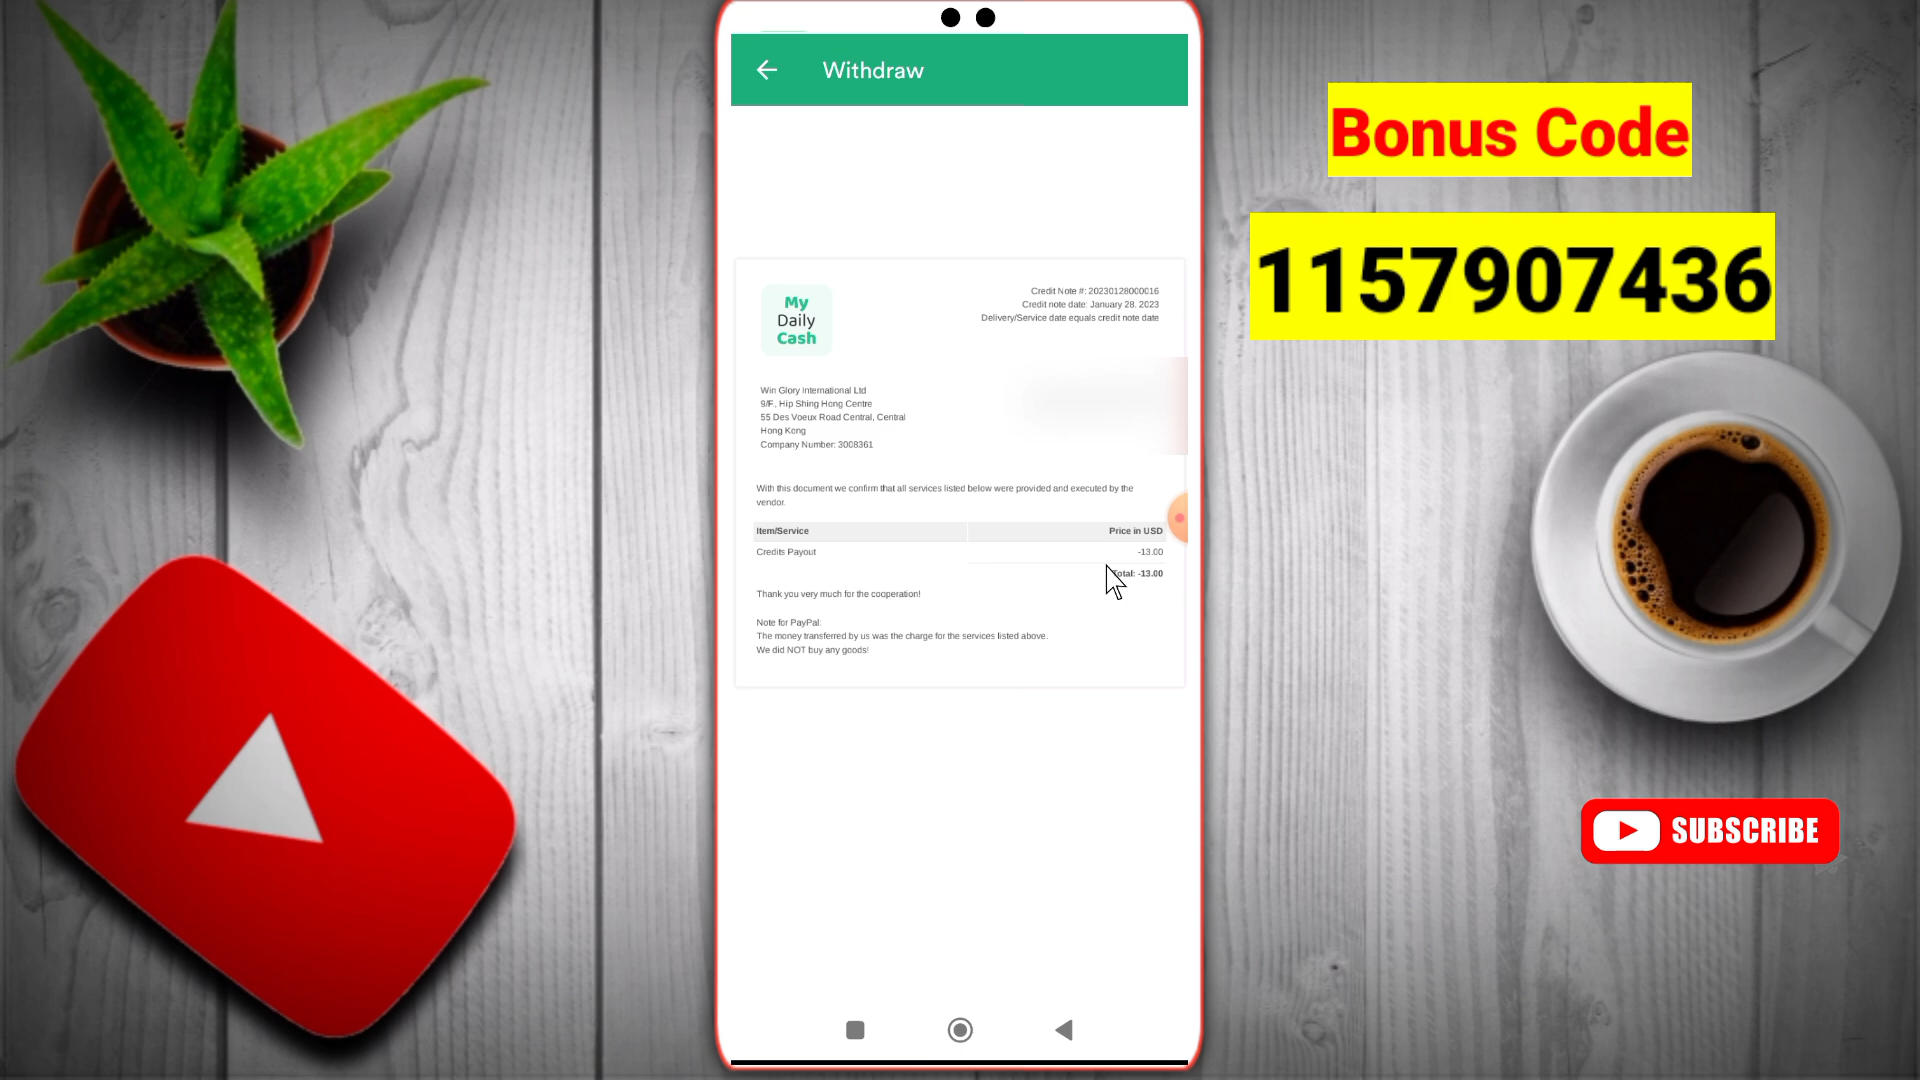 Withdraw
My
Daily
Cash
Credit Note #: 20230128000016
Credit note date: January 28, 2023
Delivery/Service date equals credit note date
Win Glory International Ltd
9/F., Hip Shing Hong Centre
55 Des Voeux Road Central, Central
Hong Kong
Company Number: 3008361
With this document we confirm that all services listed below were provided and executed by the
vendor.
Item/Service Price in USD
Credits Payout -13.00
Total: -13.00
Thank you very much for the cooperation!
Note for PayPal:
The money transferred by us was the charge for the services listed above.
We did NOT buy any goods!
Bonus Code
1157907436
SUBSCRIBE